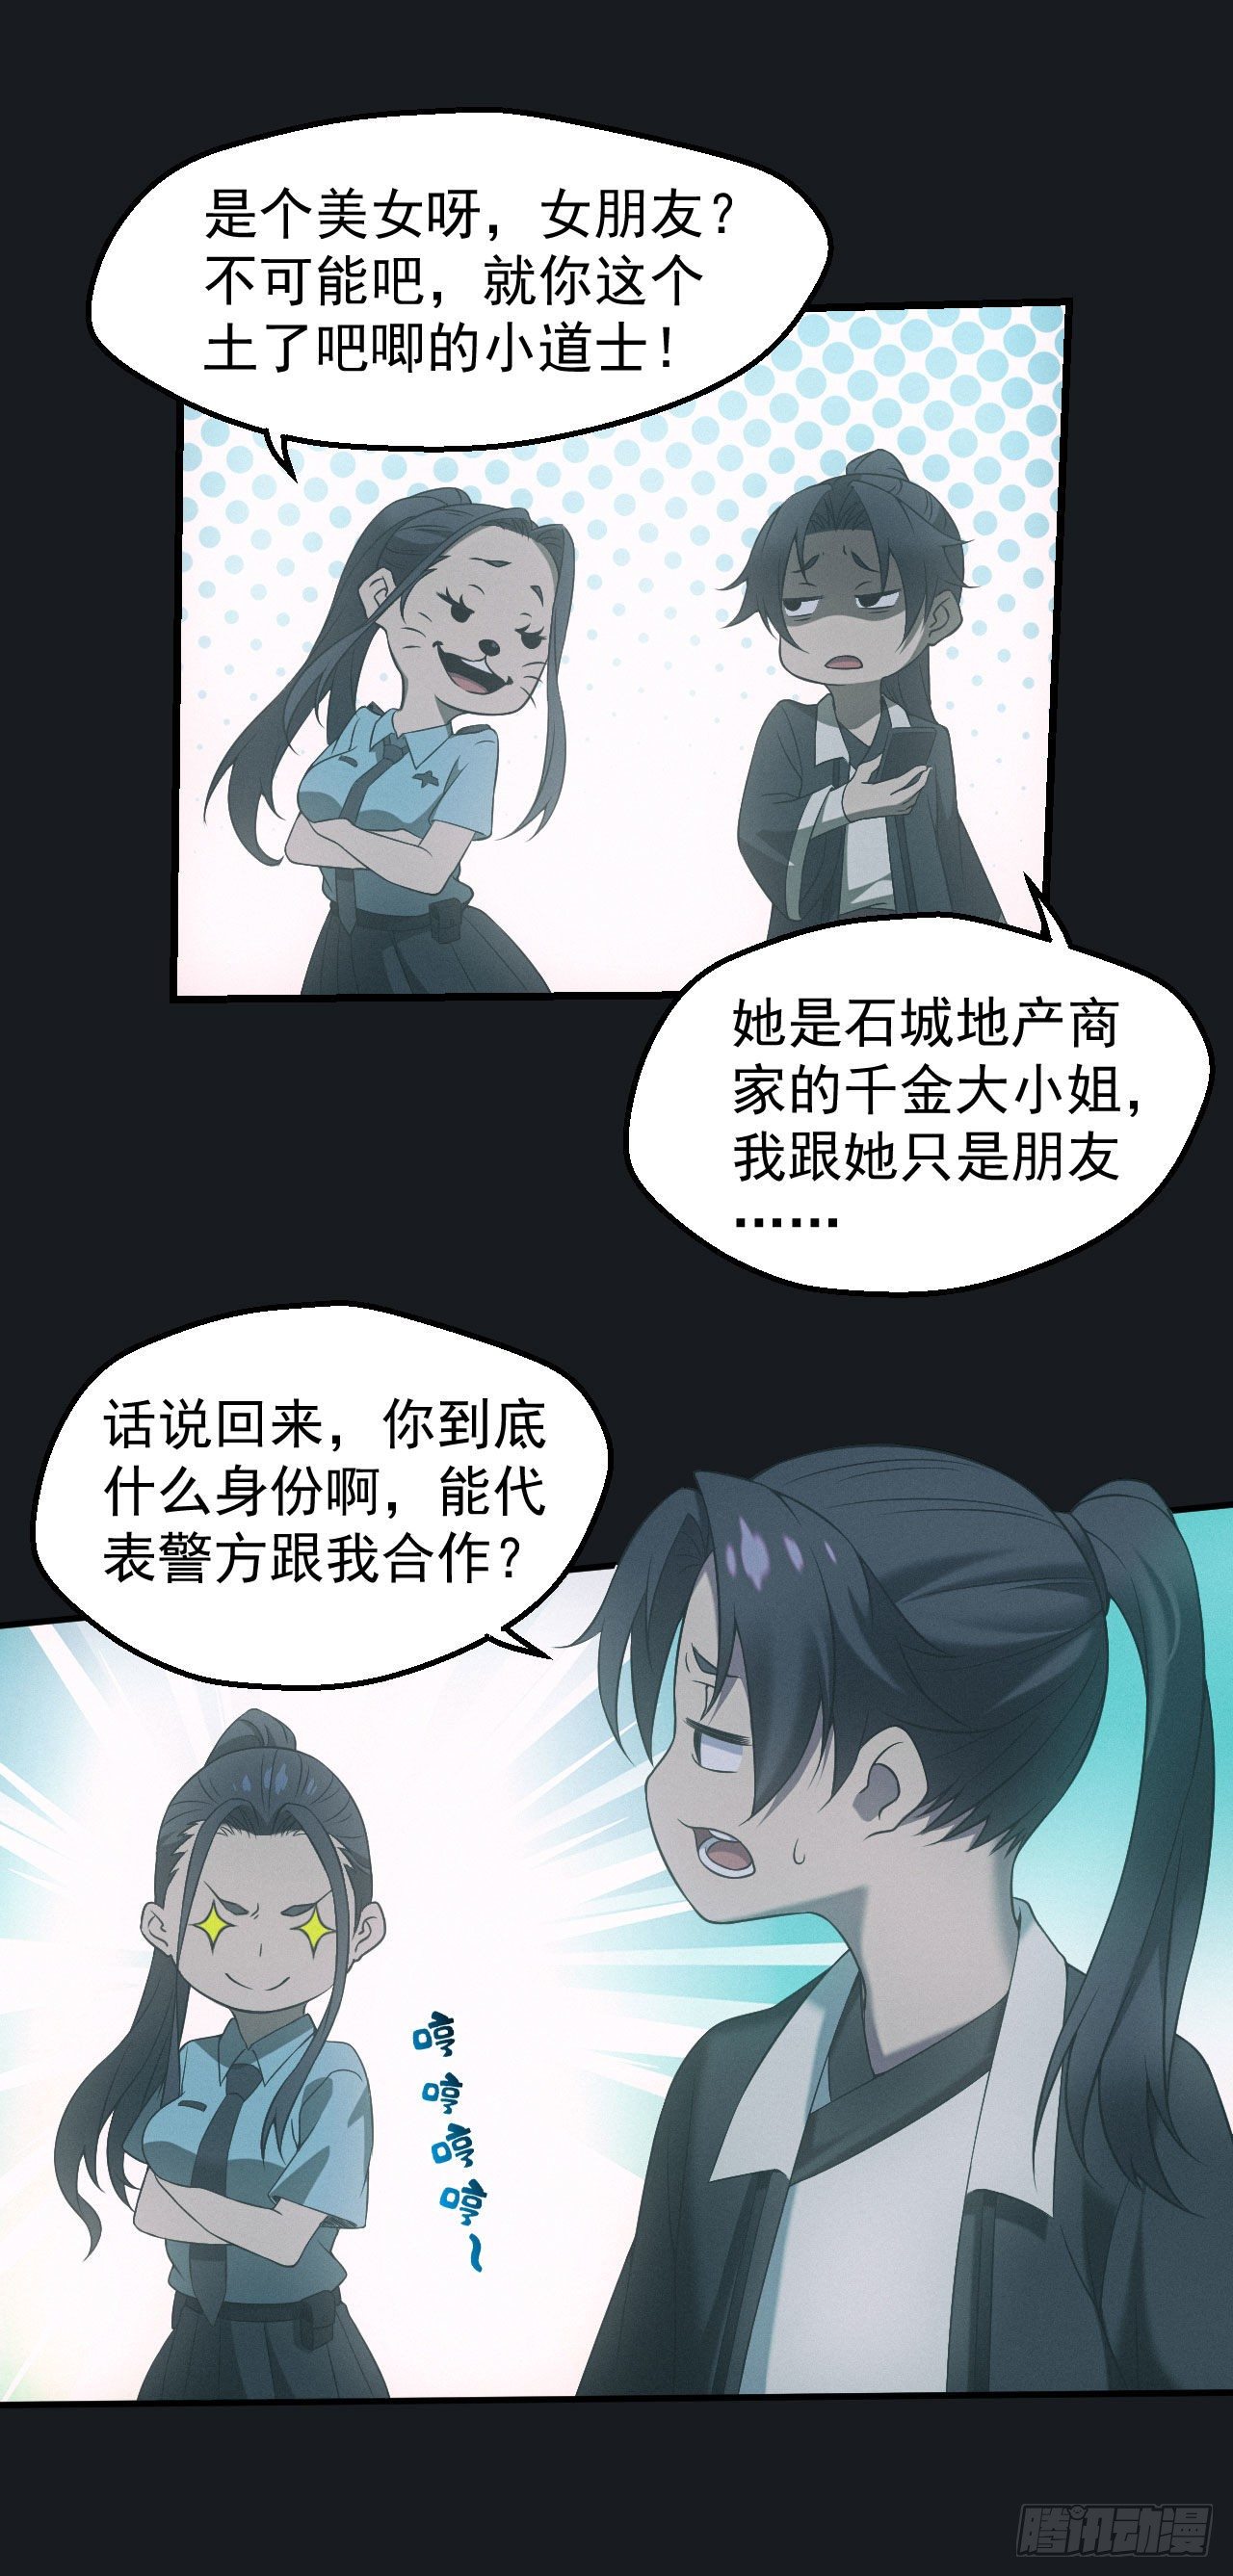 是个美女呀，女朋友？
不可能吧，就你这个
土了吧唧的小道士！
她是石城地产商
家的千金大小姐，
我跟她只是朋友
……
话说回来，你到底
什么身份啊，能代
表警方跟我合作？
哼
哼
哼
哼~
腾讯动漫